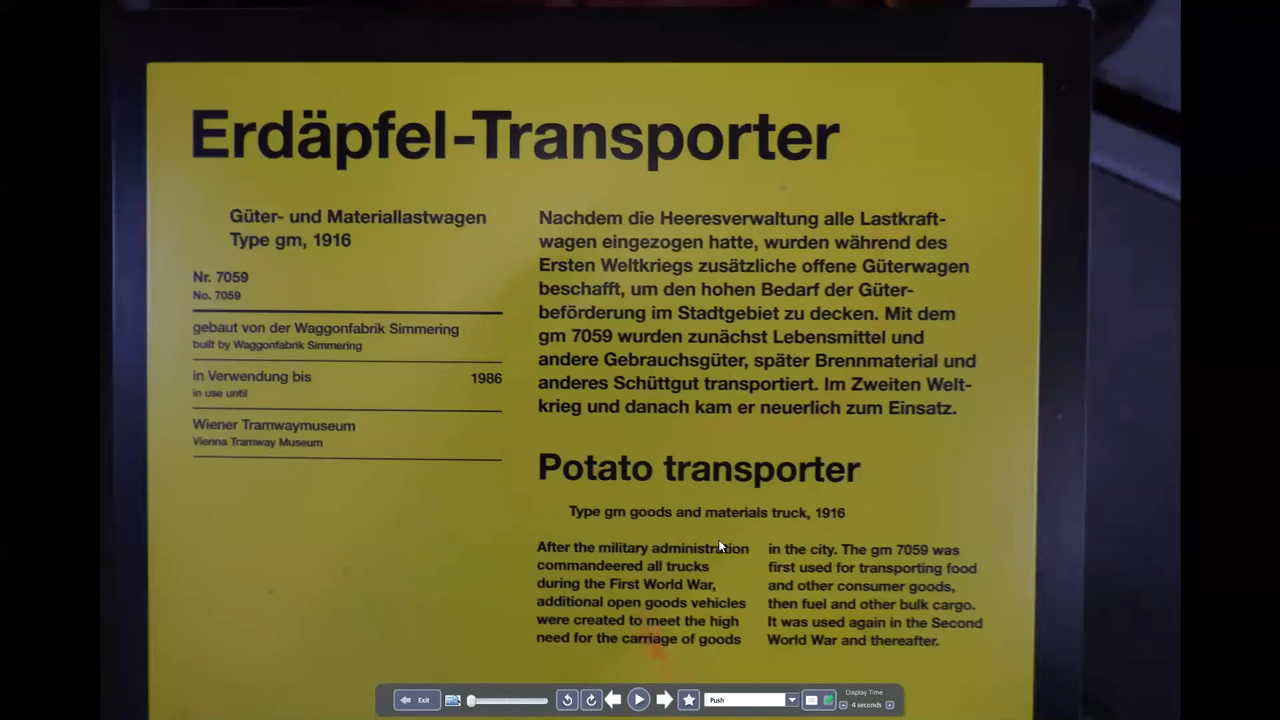 Erdäpfel-Transporter
Güter- und Materiallastwagen
Type gm, 1916
Nr. 7059
No. 7059
gebaut von der Waggonfabrik Simmering
built by Waggonfabrik Simmering
in Verwendung bis 1986
in use until
Wiener Tramwaymuseum
Vienna Tramway Museum
Nachdem die Heeresverwaltung alle Lastkraft-
wagen eingezogen hatte, wurden während des
Ersten Weltkriegs zusätzliche offene Güterwagen
beschafft, um den hohen Bedarf der Güter-
beförderung im Stadtgebiet zu decken. Mit dem
gm 7059 wurden zunächst Lebensmittel und
andere Gebrauchsgüter, später Brennmaterial und
anderes Schüttgut transportiert. Im Zweiten Welt-
krieg und danach kam er neuerlich zum Einsatz.
Potato transporter
Type gm goods and materials truck, 1916
After the military administration
commandeered all trucks
during the First World War,
additional open goods vehicles
were created to meet the high
need for the carriage of goods
in the city. The gm 7059 was
first used for transporting food
and other consumer goods,
then fuel and other bulk cargo.
It was used again in the Second
World War and thereafter.
Exit
Push
Display Time
4 seconds